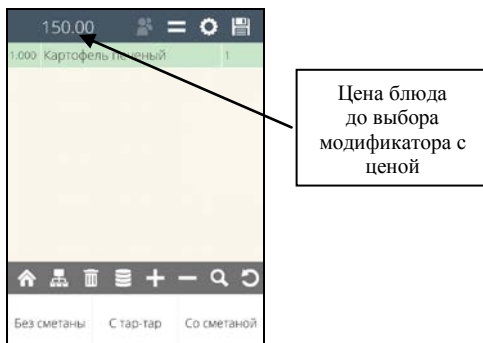 150.00
1.000 Картофель печеный 1
Цена блюда
до выбора
модификатора с
ценой
Без сметаны С тар-тар Со сметаной